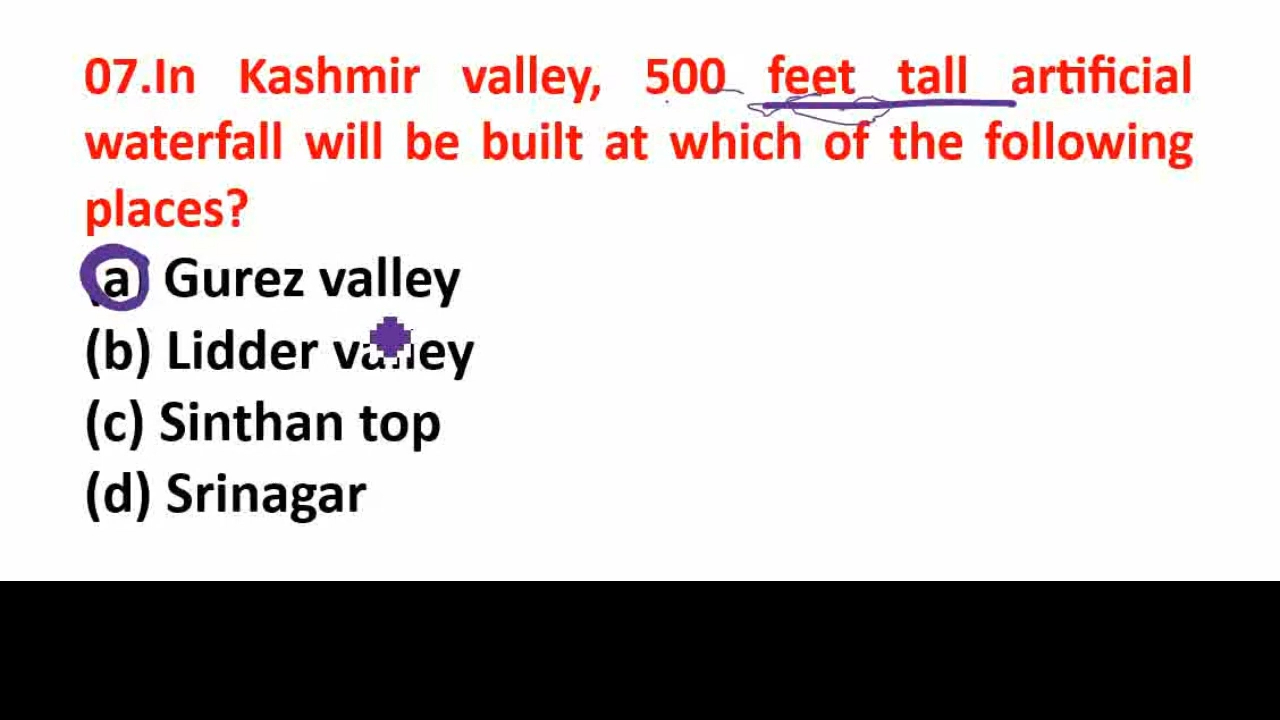 07.In Kashmir valley, 500 feet tall artificial
waterfall will be built at which of the following
places?
(a) Gurez valley
(b) Lidder valley
(c) Sinthan top
(d) Srinagar